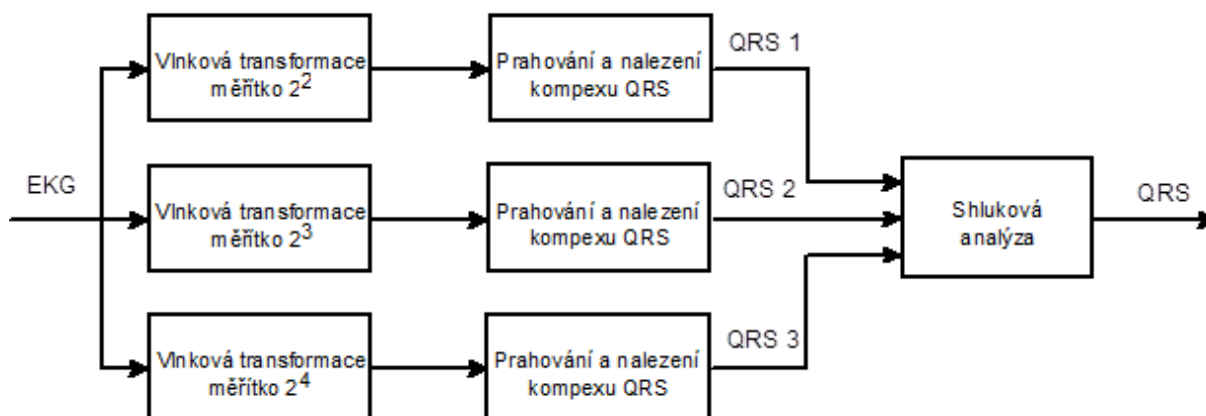 Vlnková transformace
měřítko 2²
Prahování a nalezení
kompexu QRS
QRS 1
EKG
Vlnková transformace
měřítko 2³
Prahování a nalezení
kompexu QRS
QRS 2
Shluková
analýza
QRS
Vlnková transformace
měřítko 2⁴
Prahování a nalezení
kompexu QRS
QRS 3